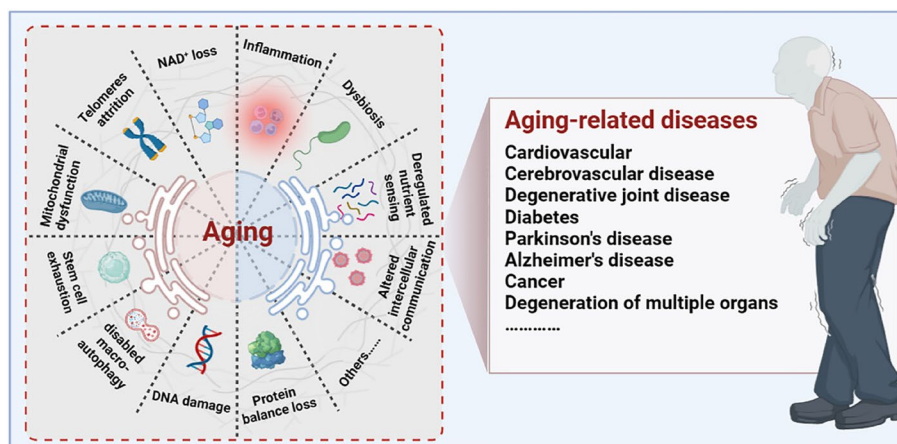 NAD⁺ loss
Inflammation
Dysbiosis
Deregulated
nutrient
sensing
Altered
intercellular
communication
Others......
Protein
balance loss
DNA damage
disabled
macro-
autophagy
Stem cell
exhaustion
Mitochondrial
dysfunction
Telomeres
attrition
Aging
Aging-related diseases
Cardiovascular
Cerebrovascular disease
Degenerative joint disease
Diabetes
Parkinson's disease
Alzheimer's disease
Cancer
Degeneration of multiple organs
............